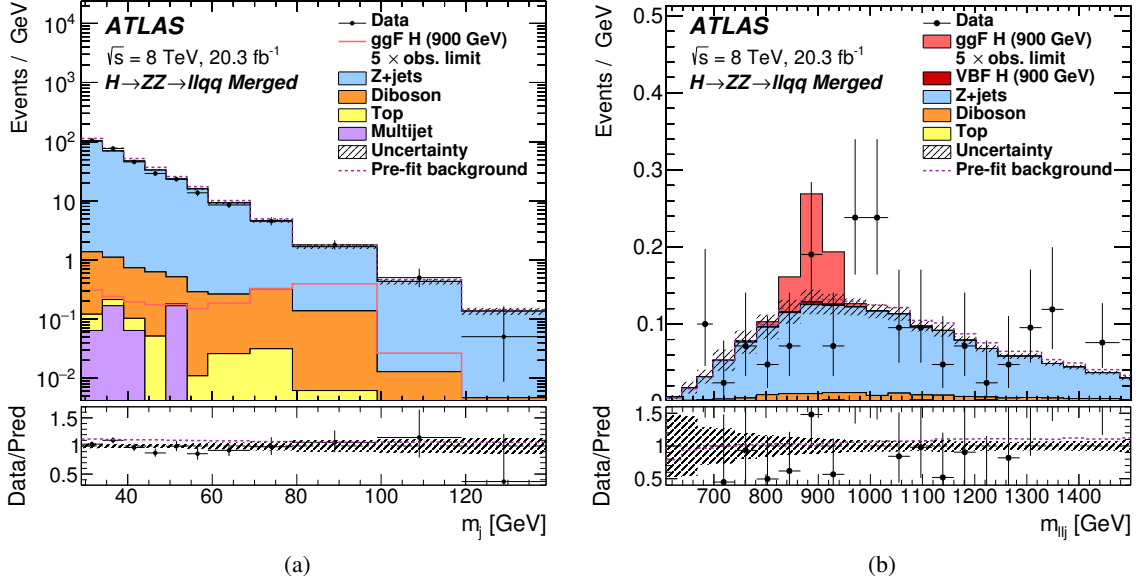 ATLAS
√s = 8 TeV, 20.3 fb⁻¹
H→ZZ→llqq Merged
Data
ggF H (900 GeV)
5 × obs. limit
Z+jets
Diboson
Top
Multijet
Uncertainty
Pre-fit background
Events / GeV
10⁴
10³
10²
10
1
10⁻¹
10⁻²
Data/Pred
1.5
1
0.5
40 60 80 100 120
m_j [GeV]
(a)
ATLAS
√s = 8 TeV, 20.3 fb⁻¹
H→ZZ→llqq Merged
Data
ggF H (900 GeV)
5 × obs. limit
VBF H (900 GeV)
Z+jets
Diboson
Top
Uncertainty
Pre-fit background
Events / GeV
0.5
0.4
0.3
0.2
0.1
0
Data/Pred
1.5
1
0.5
700 800 900 1000 1100 1200 1300 1400
m_llj [GeV]
(b)